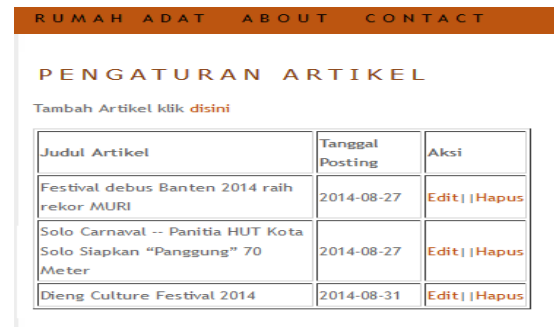 RUMAH ADAT ABOUT CONTACT
PENGATURAN ARTIKEL
Tambah Artikel klik disini
Judul Artikel Tanggal Posting Aksi
Festival debus Banten 2014 raih rekor MURI 2014-08-27 Edit||Hapus
Solo Carnaval -- Panitia HUT Kota Solo Siapkan “Panggung” 70 Meter 2014-08-27 Edit||Hapus
Dieng Culture Festival 2014 2014-08-31 Edit||Hapus